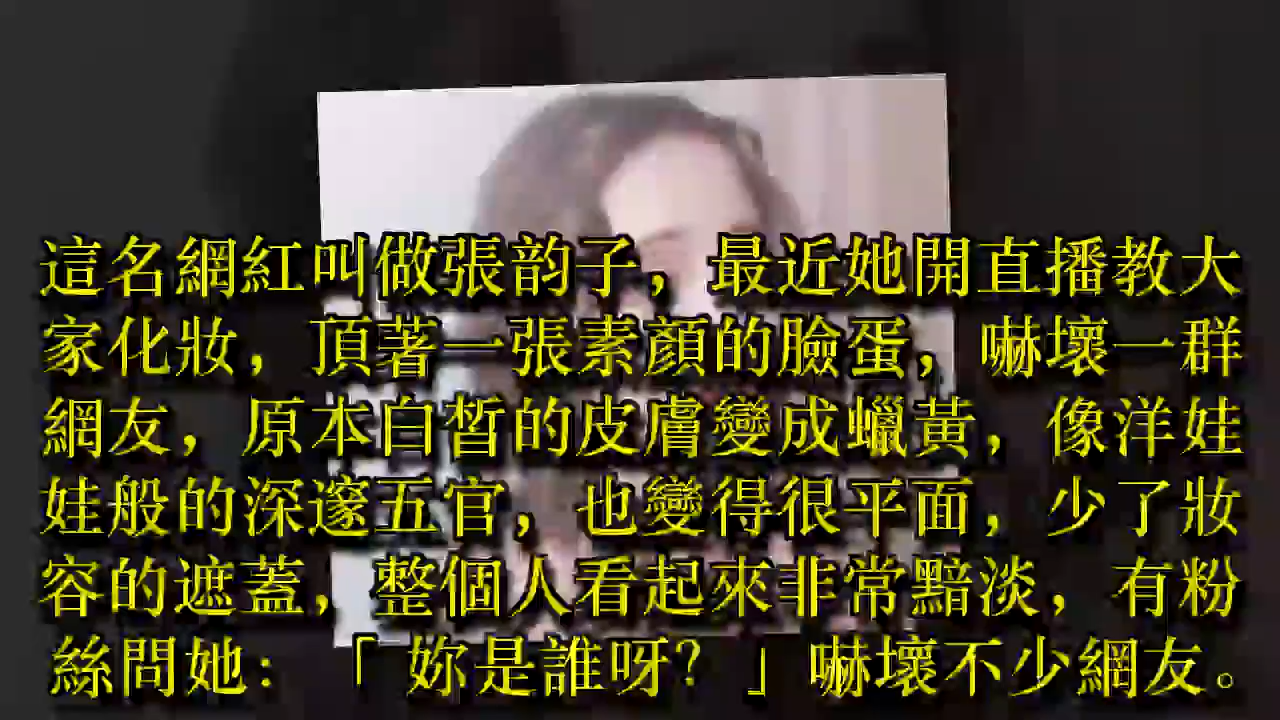 這名網紅叫做張韵子，最近她開直播教大
家化妝，頂著一張素顏的臉蛋，嚇壞一群
網友，原本白皙的皮膚變成蠟黃，像洋娃
娃般的深邃五官，也變得很平面，少了妝
容的遮蓋，整個人看起來非常黯淡，有粉
絲問她：「 妳是誰呀？」嚇壞不少網友。